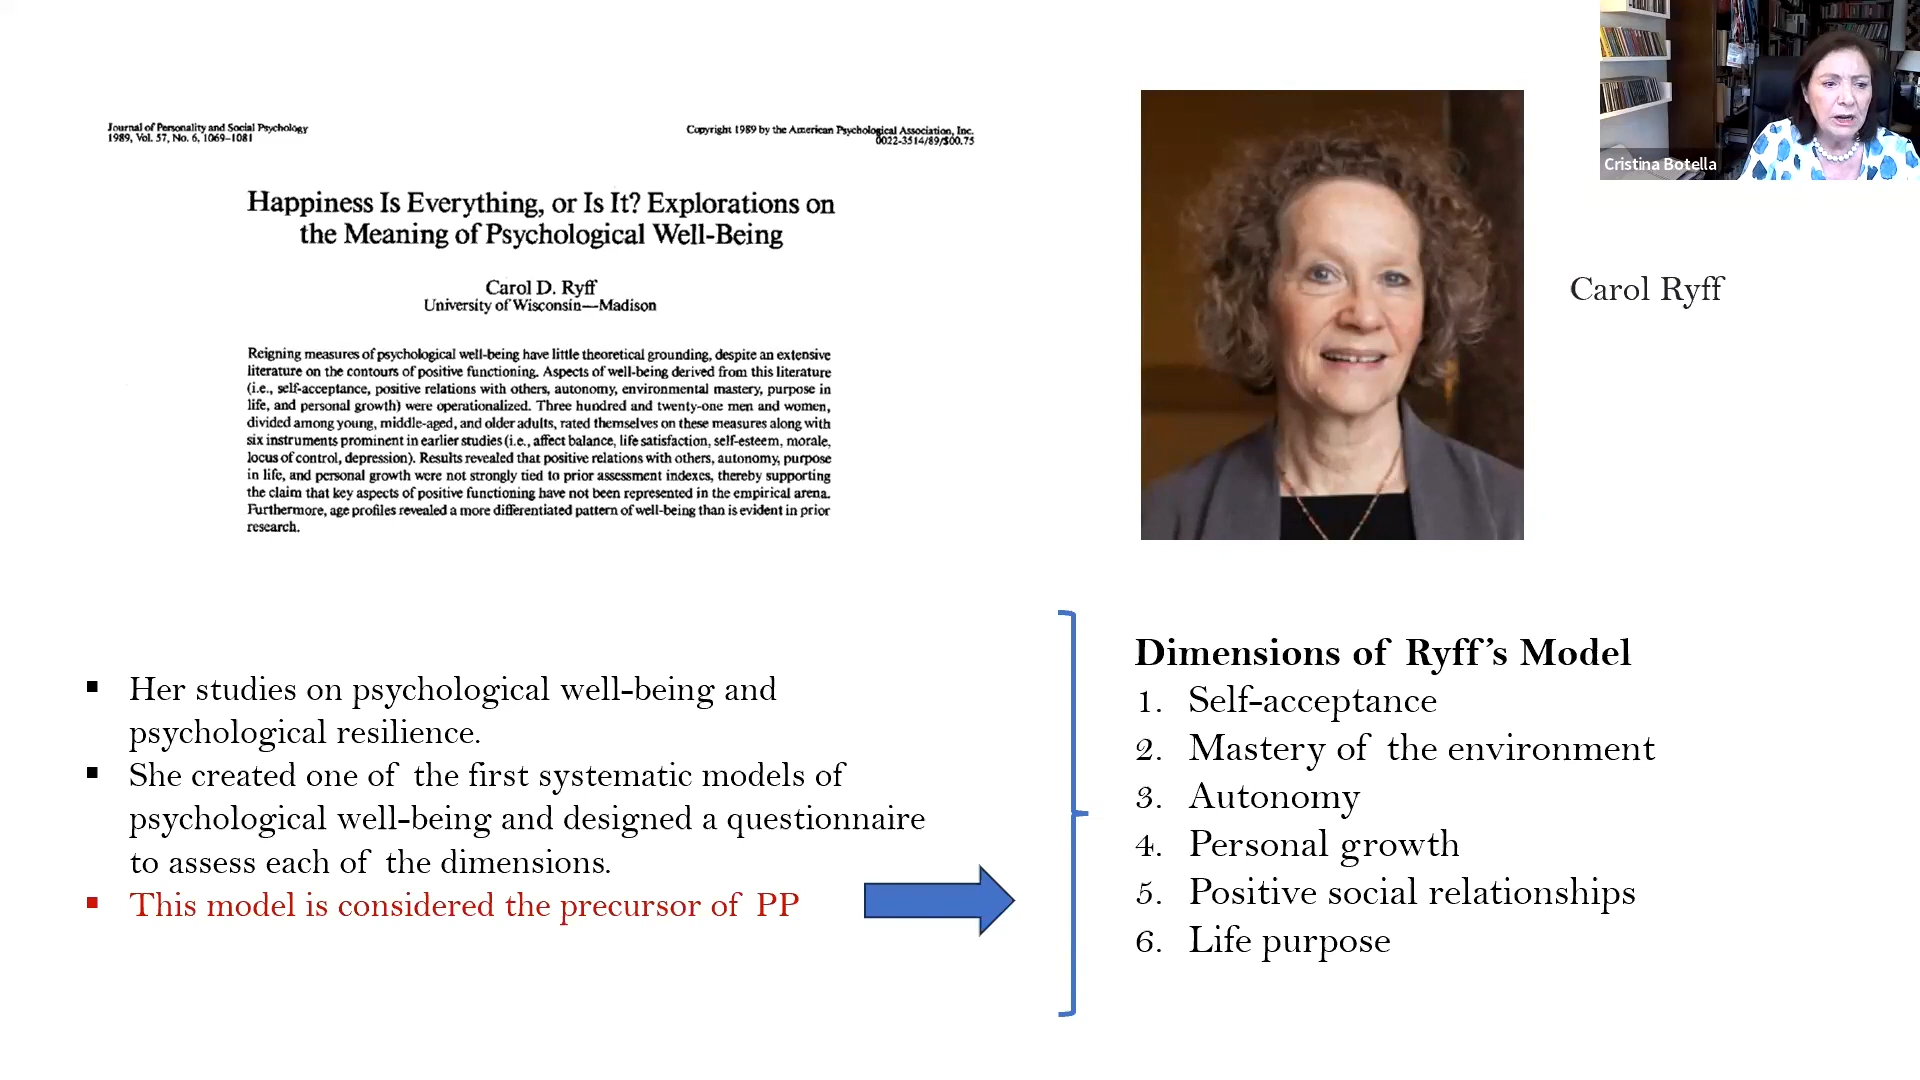 Journal of Personality and Social Psychology
1989, Vol. 57, No. 6, 1069–1081
Copyright 1989 by the American Psychological Association, Inc.
0022-3514/89/$00.75
Happiness Is Everything, or Is It? Explorations on
the Meaning of Psychological Well-Being
Carol D. Ryff
University of Wisconsin—Madison
Reigning measures of psychological well-being have little theoretical grounding, despite an extensive
literature on the contours of positive functioning. Aspects of well-being derived from this literature
(i.e., self-acceptance, positive relations with others, autonomy, environmental mastery, purpose in
life, and personal growth) were operationalized. Three hundred and twenty-one men and women,
divided among young, middle-aged, and older adults, rated themselves on these measures along with
six instruments prominent in earlier studies (i.e., affect balance, life satisfaction, self-esteem, morale,
locus of control, depression). Results revealed that positive relations with others, autonomy, purpose
in life, and personal growth were not strongly tied to prior assessment indexes, thereby supporting
the claim that key aspects of positive functioning have not been represented in the empirical arena.
Furthermore, age profiles revealed a more differentiated pattern of well-being than is evident in prior
research.
Cristina Botella
Carol Ryff
▪ Her studies on psychological well-being and
psychological resilience.
▪ She created one of the first systematic models of
psychological well-being and designed a questionnaire
to assess each of the dimensions.
▪ This model is considered the precursor of PP
Dimensions of Ryff’s Model
1. Self-acceptance
2. Mastery of the environment
3. Autonomy
4. Personal growth
5. Positive social relationships
6. Life purpose